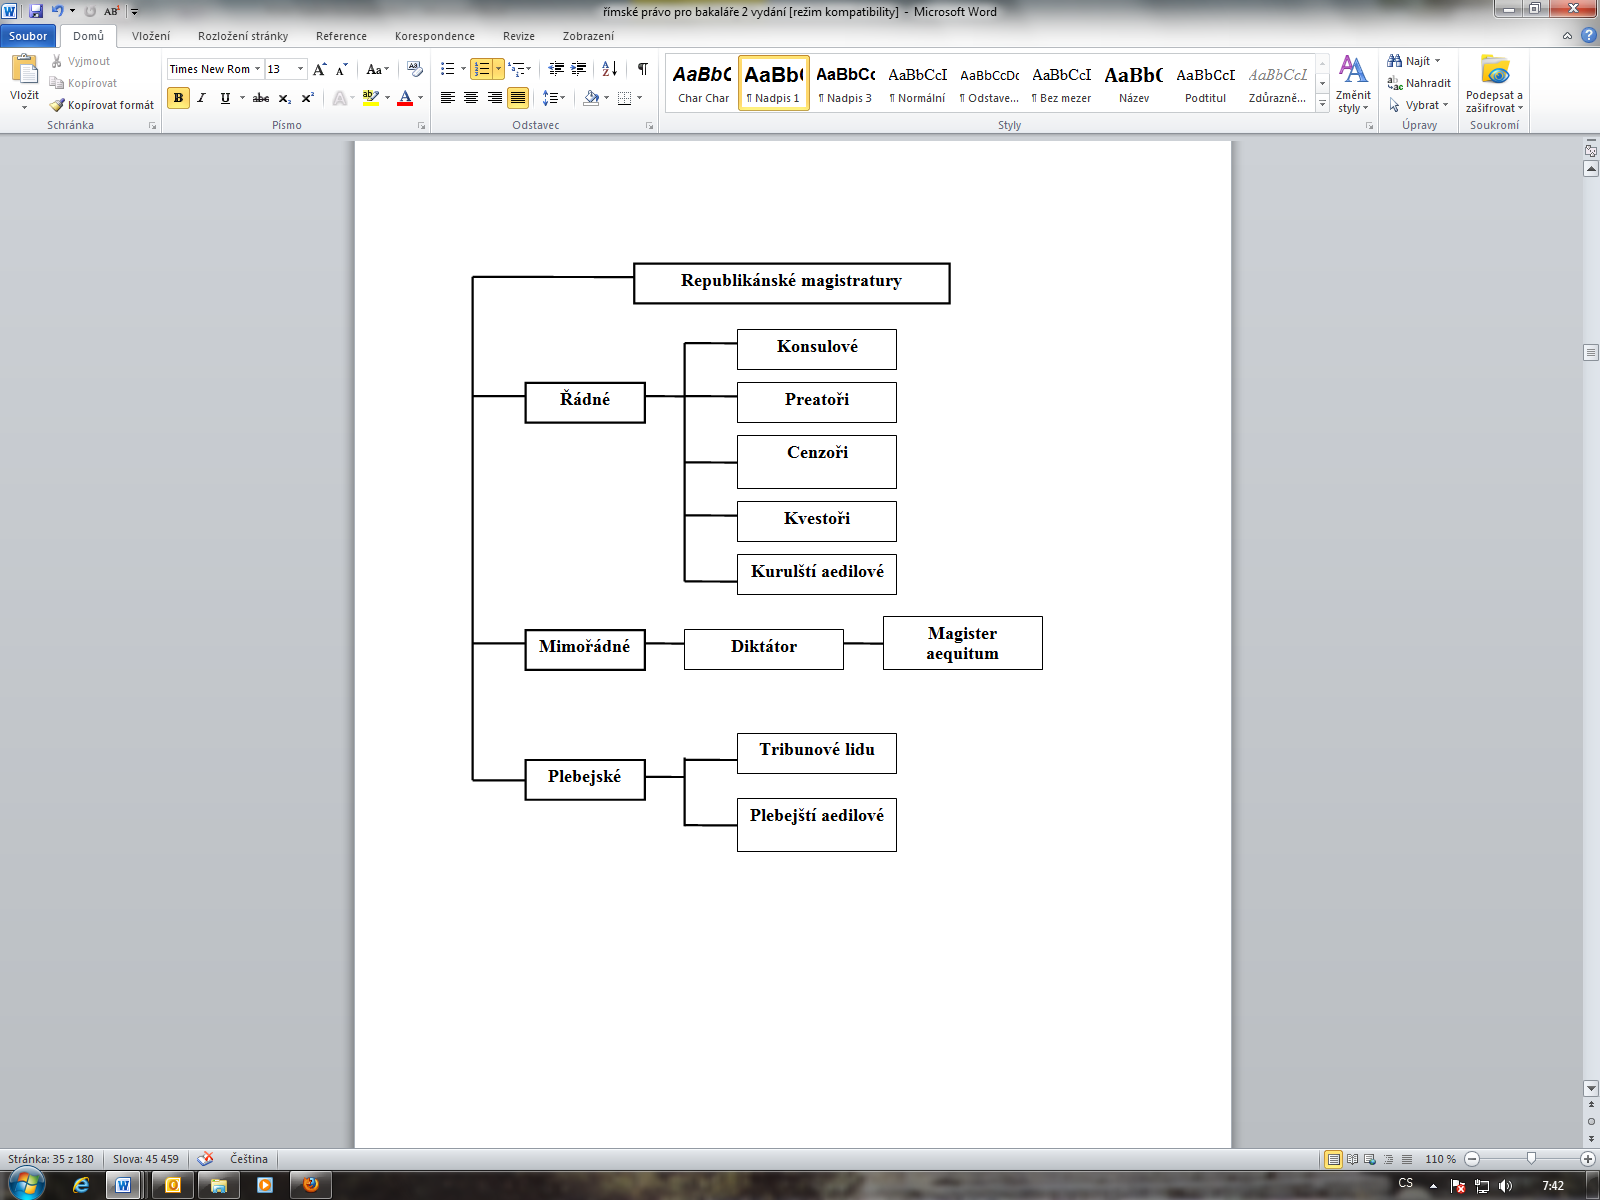 římské právo pro bakaláře 2 vydání [režim kompatibility] - Microsoft Word
Soubor
Domů
Vložení
Rozložení stránky
Reference
Korespondence
Revize
Zobrazení
Vložit
Vyjmout
Kopírovat
Kopírovat formát
Schránka
Times New Rom
13
Písmo
Odstavec
AaBbC
Char Char
AaBb(
¶ Nadpis 1
AaBbCc
¶ Nadpis 3
AaBbCcI
¶ Normální
AaBbCcDc
¶ Odstave...
AaBbCcI
¶ Bez mezer
AaBb(
Název
AaBbCcI
Podtitul
AaBbCcI
Zdůrazně...
Změnit
styly
Styly
Najít
Nahradit
Vybrat
Úpravy
Podepsat a
zašifrovat
Soukromí
Republikánské magistratury
Řádné
Konsulové
Preatoři
Cenzoři
Kvestoři
Kurulští aedilové
Mimořádné
Diktátor
Magister
aequitum
Plebejské
Tribunové lidu
Plebejští aedilové
Stránka: 35 z 180
Slova: 45 459
Čeština
110 %
CS
7:42